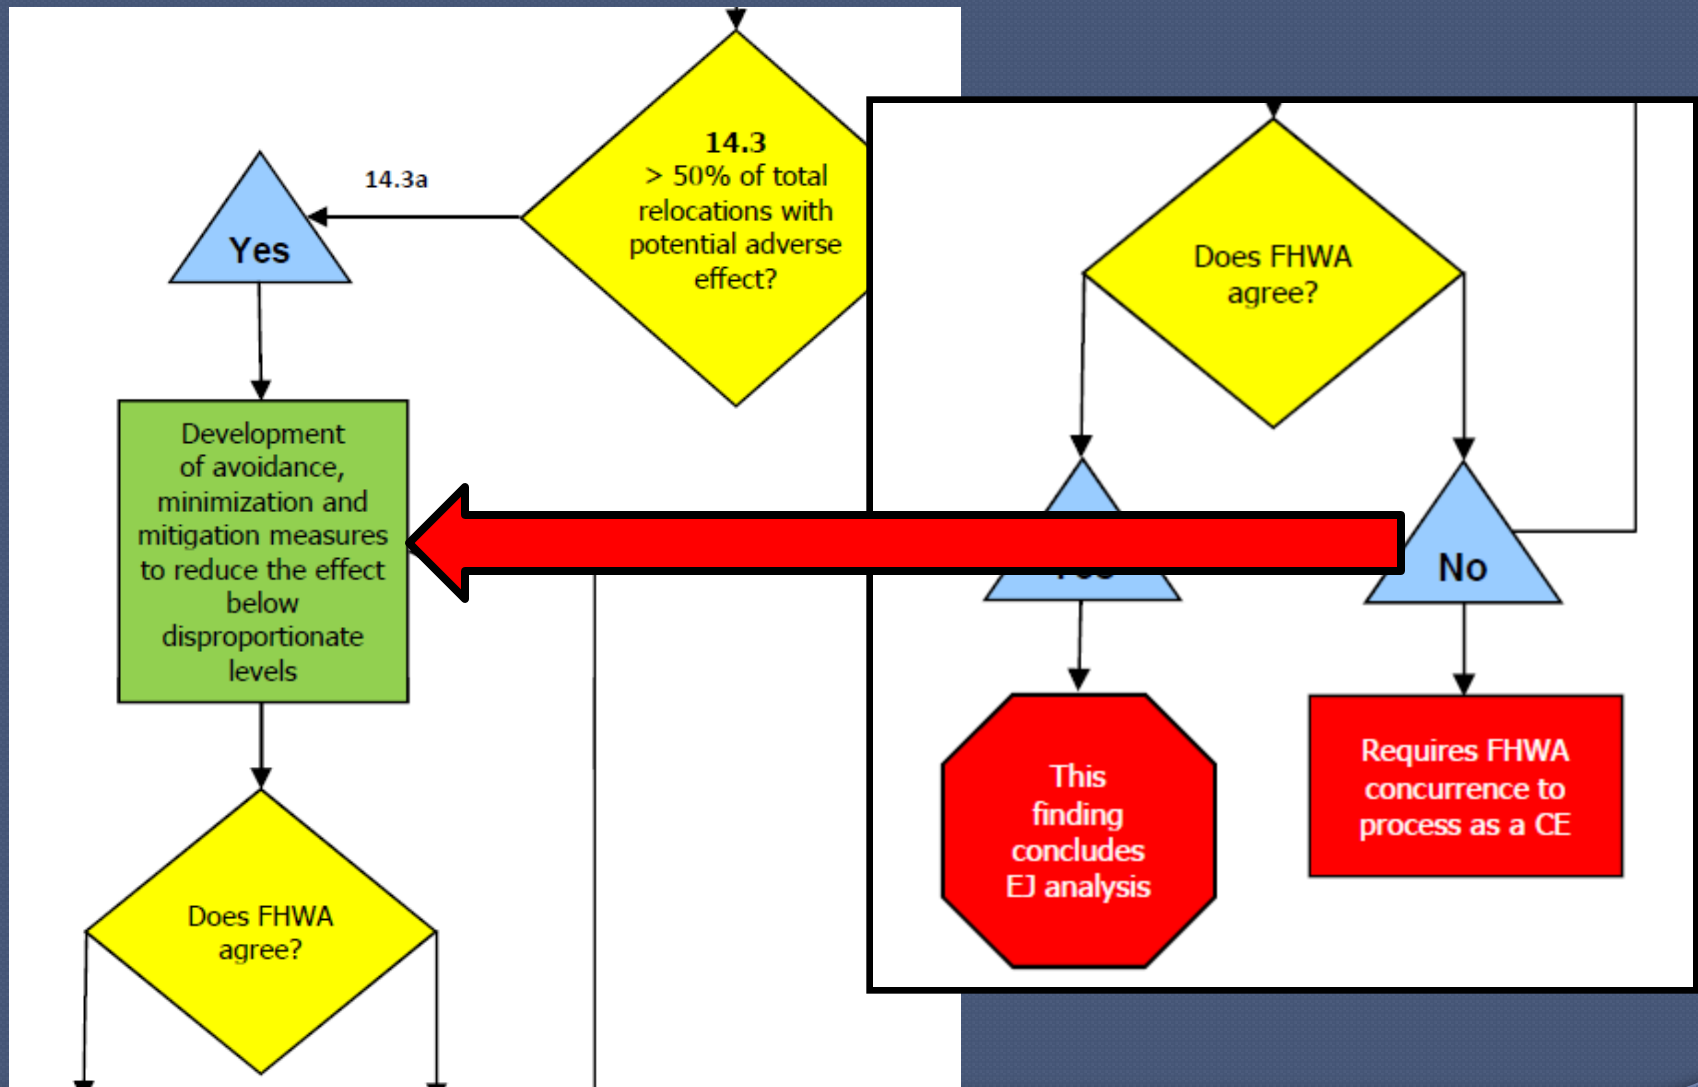 14.3
> 50% of total
relocations with
potential adverse
effect?
14.3a
Yes
Development
of avoidance,
minimization and
mitigation measures
to reduce the effect
below
disproportionate
levels
Does FHWA
agree?
Does FHWA
agree?
No
This
finding
concludes
EJ analysis
Requires FHWA
concurrence to
process as a CE